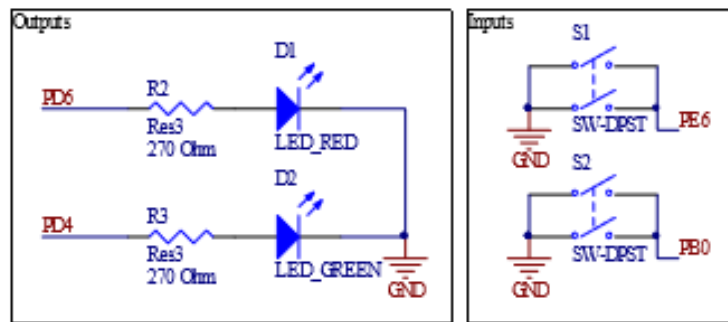 Outputs
D1
R2
PD6
Res3
270 Ohm
LED_RED
D2
R3
PD4
Res3
270 Ohm
LED_GREEN
GND
Inputs
S1
SW-DPST
PE6
GND
S2
SW-DPST
PB0
GND